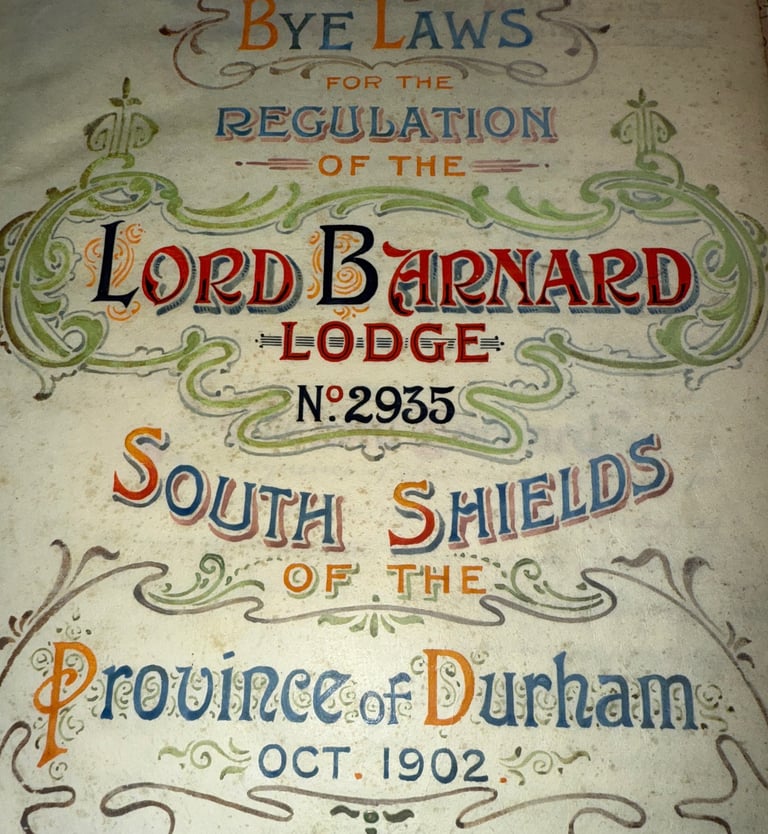 BYE LAWS
FOR THE
REGULATION
OF THE
LORD BARNARD
LODGE
No. 2935
SOUTH SHIELDS
OF THE
Province of Durham.
OCT. 1902.